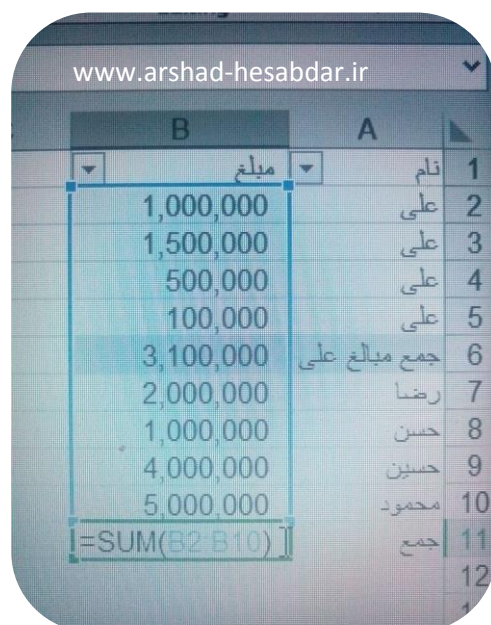 www.arshad-hesabdar.ir
B A
مبلغ نام 1
1,000,000 علی 2
1,500,000 علی 3
500,000 علی 4
100,000 علی 5
3,100,000 جمع مبالغ علی 6
2,000,000 رضا 7
1,000,000 حسن 8
4,000,000 حسین 9
5,000,000 محمود 10
=SUM(B2:B10) جمع 11
12